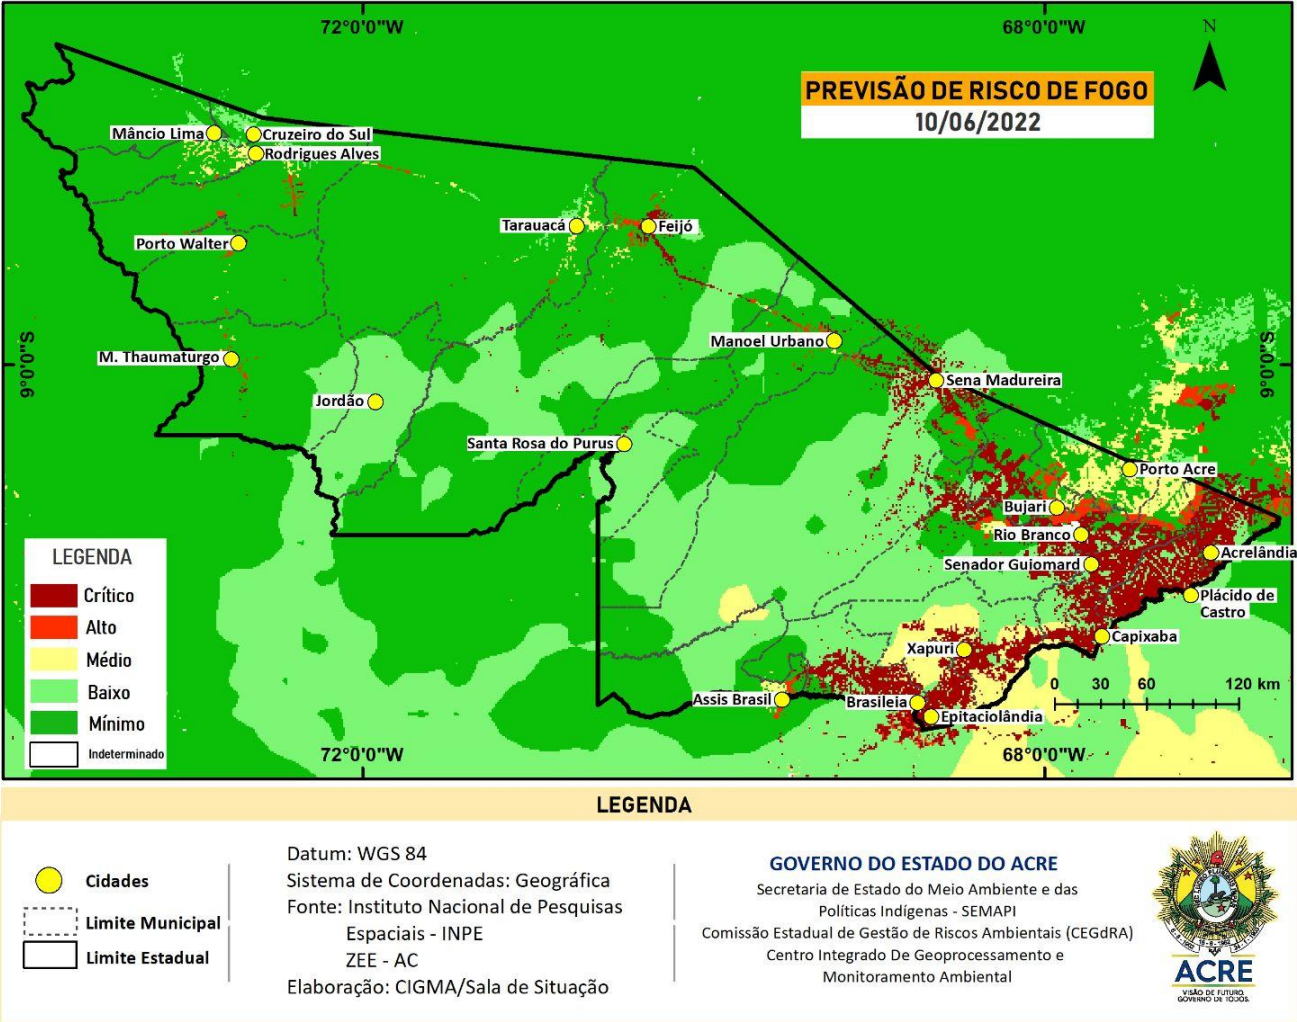 72°0'0"W
68°0'0"W
N
PREVISÃO DE RISCO DE FOGO
10/06/2022
Mâncio Lima
Cruzeiro do Sul
Rodrigues Alves
Tarauacá
Feijó
Porto Walter
Manoel Urbano
M. Thaumaturgo
9°0'0"S
9°0'0"S
Sena Madureira
Jordão
Santa Rosa do Purus
Porto Acre
Bujari
Rio Branco
Acrelândia
Senador Guiomard
Plácido de
Castro
Capixaba
Xapuri
Assis Brasil
Brasileia
Epitaciolândia
0 30 60 120 km
LEGENDA
Crítico
Alto
Médio
Baixo
Mínimo
Indeterminado
72°0'0"W
68°0'0"W
LEGENDA
Cidades
Limite Municipal
Limite Estadual
Datum: WGS 84
Sistema de Coordenadas: Geográfica
Fonte: Instituto Nacional de Pesquisas
Espaciais - INPE
ZEE - AC
Elaboração: CIGMA/Sala de Situação
GOVERNO DO ESTADO DO ACRE
Secretaria de Estado do Meio Ambiente e das
Políticas Indígenas - SEMAPI
Comissão Estadual de Gestão de Riscos Ambientais (CEGdRA)
Centro Integrado De Geoprocessamento e
Monitoramento Ambiental
ACRE
VISÃO DE FUTURO.
GOVERNO DE TODOS.